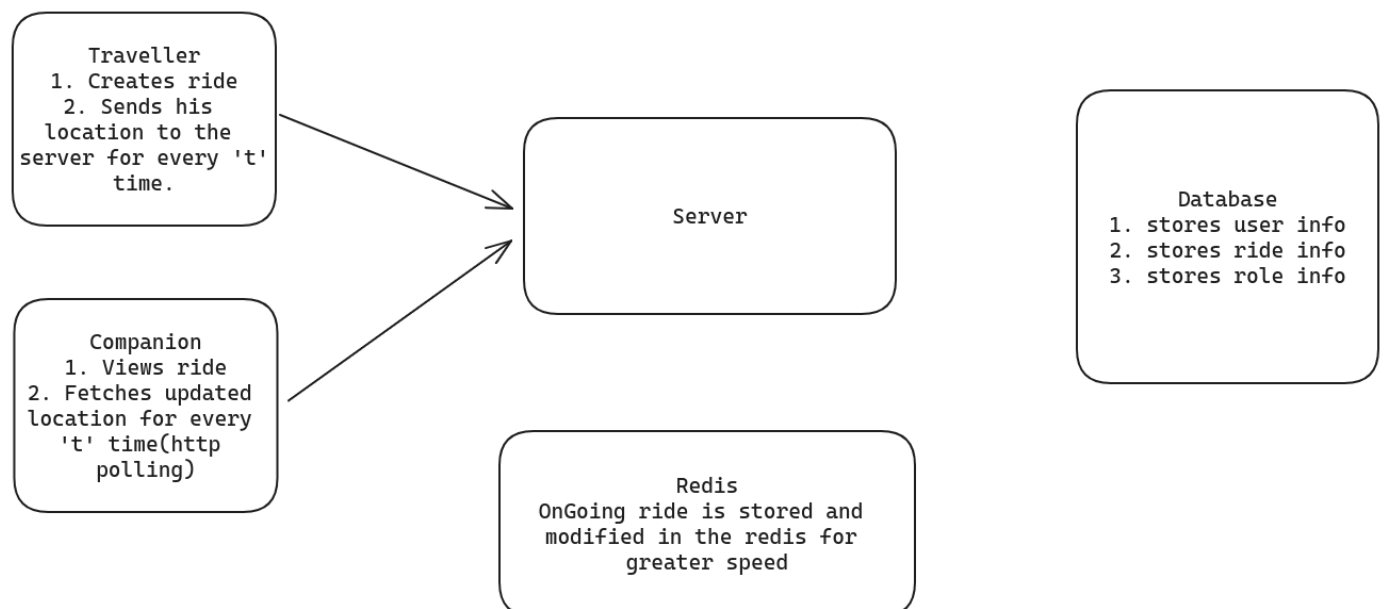 Traveller
1. Creates ride
2. Sends his
location to the
server for every 't'
time.
Companion
1. Views ride
2. Fetches updated
location for every
't' time(http
polling)
Server
Redis
OnGoing ride is stored and
modified in the redis for
greater speed
Database
1. stores user info
2. stores ride info
3. stores role info